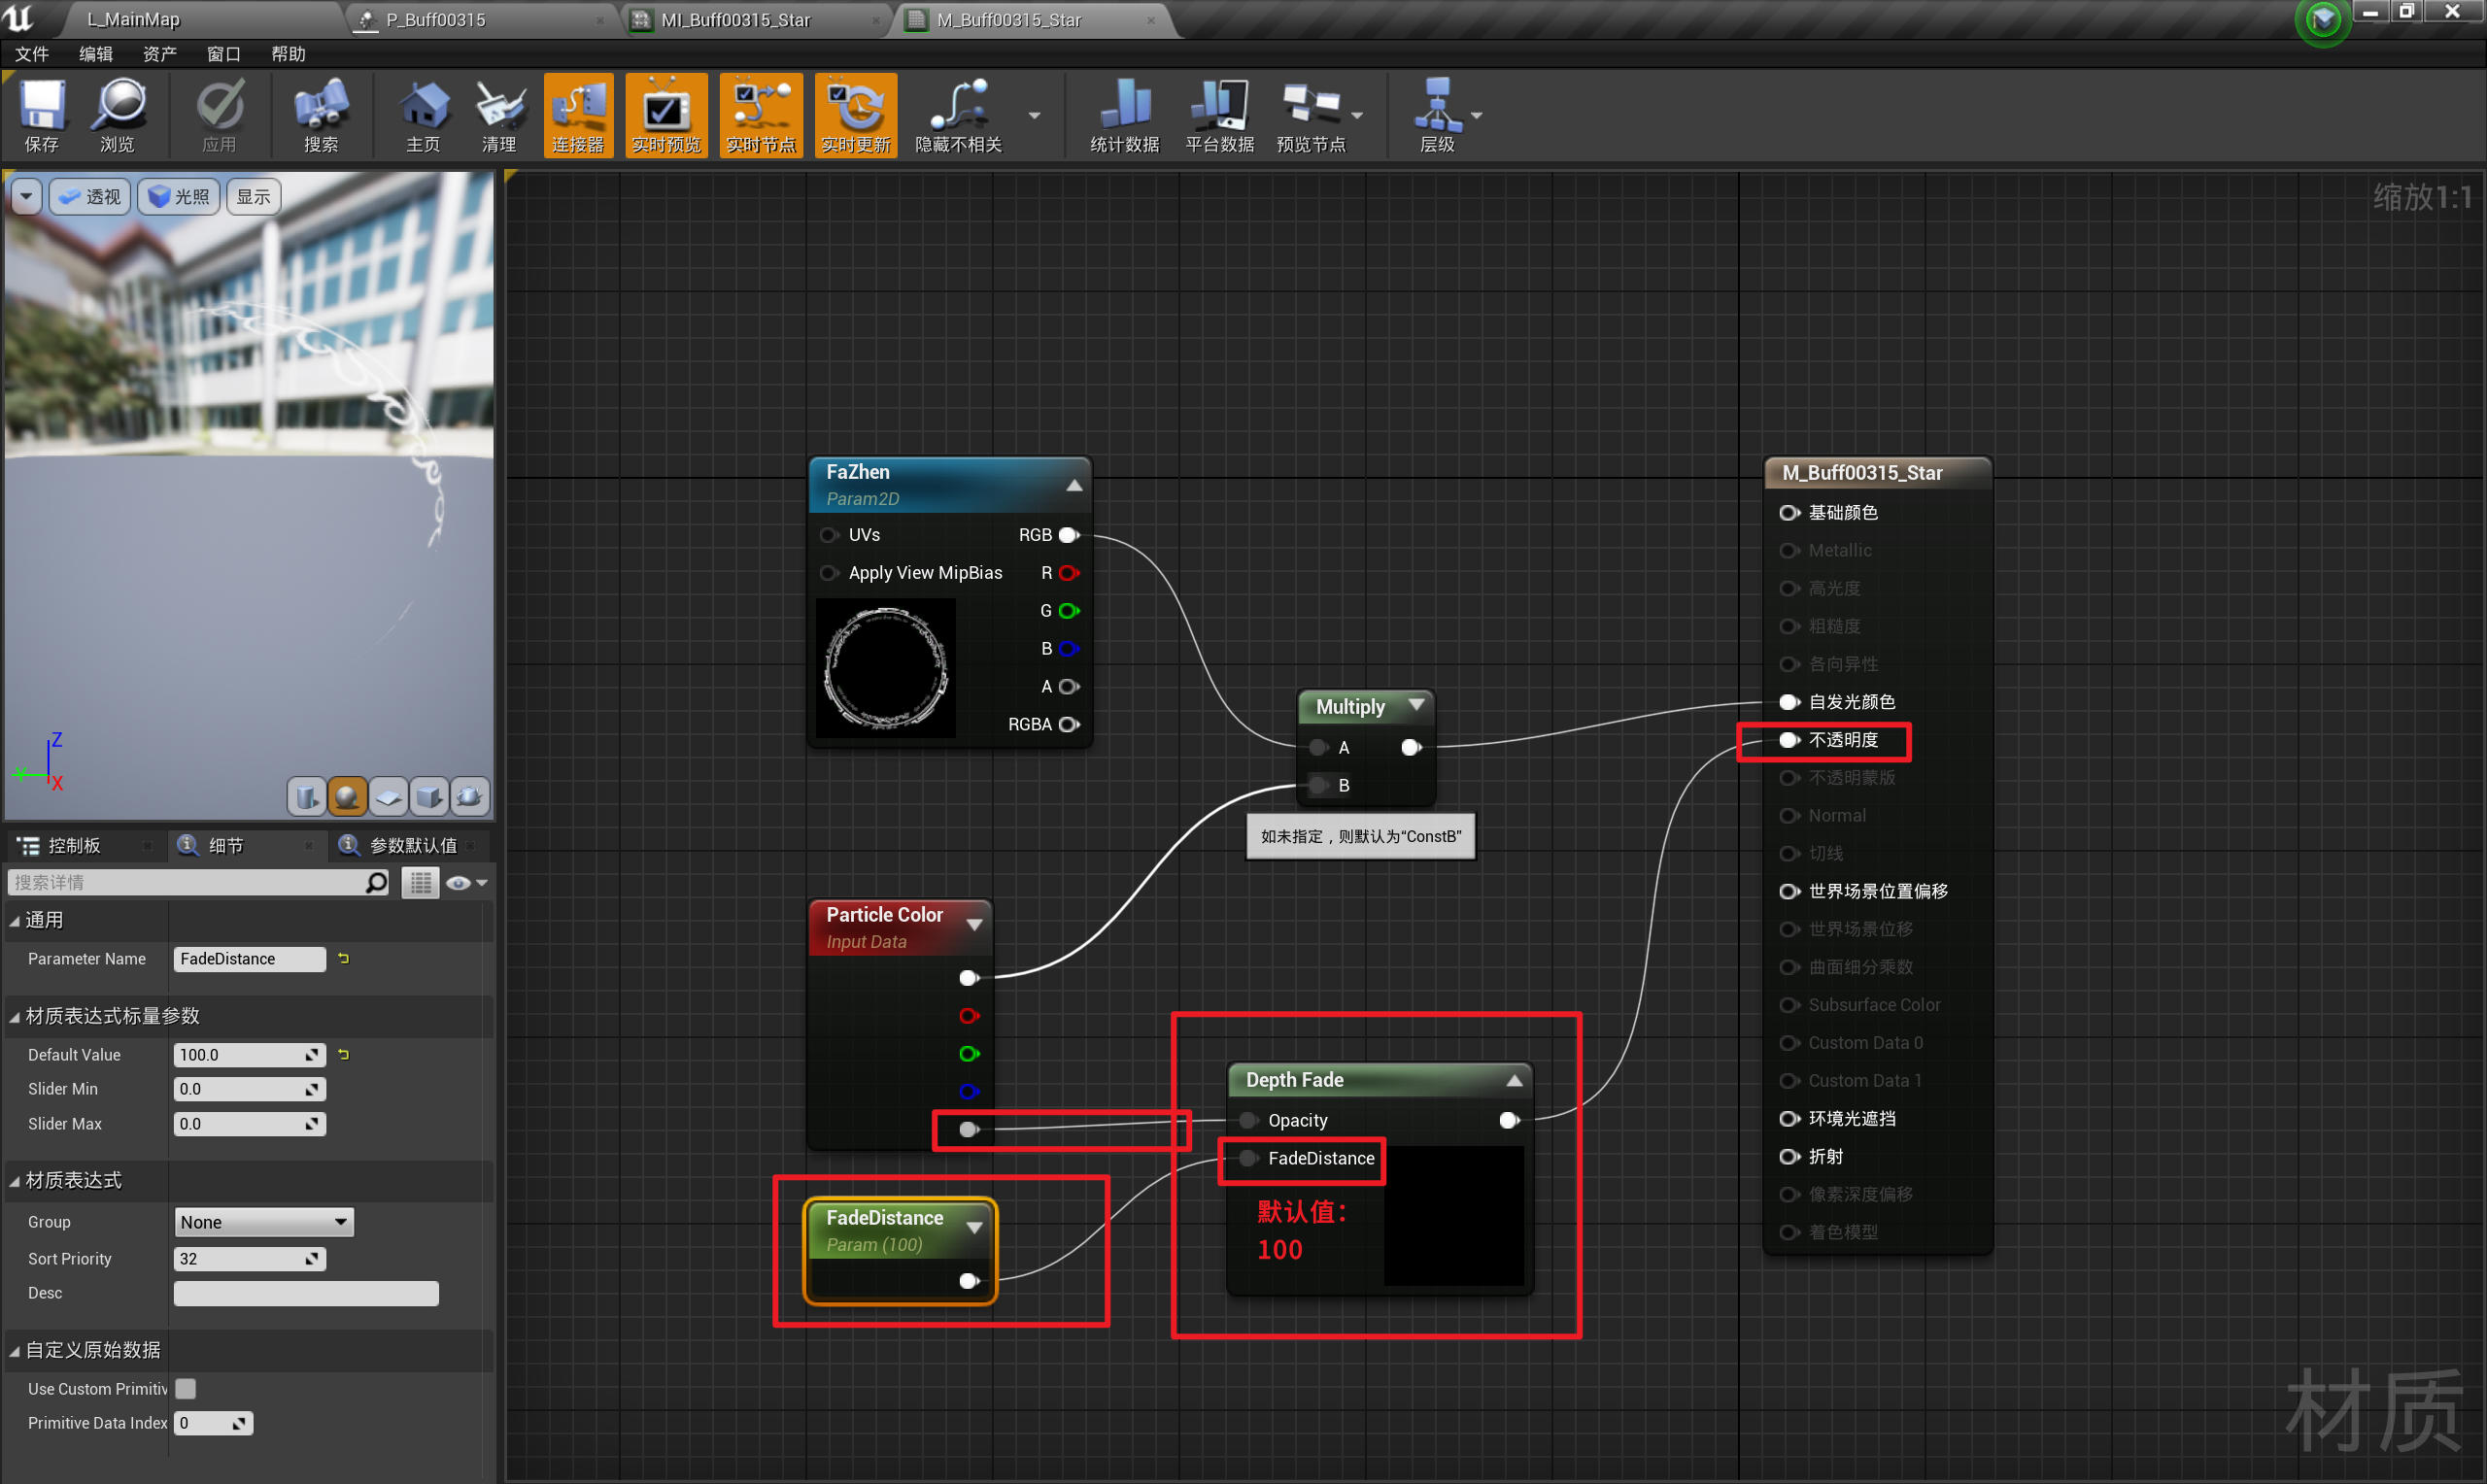 L_MainMap
P_Buff00315
MI_Buff00315_Star
M_Buff00315_Star
文件 编辑 资产 窗口 帮助
保存
浏览
应用
搜索
主页
清理
连接器
实时预览
实时节点
实时更新
隐藏不相关
统计数据
平台数据
预览节点
层级
透视
光照
显示
缩放1:1
Z
Y
X
控制板
细节
参数默认值
搜索详情
通用
Parameter Name FadeDistance
材质表达式标量参数
Default Value 100.0
Slider Min 0.0
Slider Max 0.0
材质表达式
Group None
Sort Priority 32
Desc
自定义原始数据
Use Custom Primitiv
Primitive Data Index 0
FaZhen
Param2D
UVs RGB
Apply View MipBias R
G
B
A
RGBA
Multiply
A
B
如未指定，则默认为“ConstB”
Particle Color
Input Data
FadeDistance
Param (100)
Depth Fade
Opacity
FadeDistance
默认值：
100
M_Buff00315_Star
基础颜色
Metallic
高光度
粗糙度
各向异性
自发光颜色
不透明度
不透明蒙版
Normal
切线
世界场景位置偏移
世界场景位移
曲面细分乘数
Subsurface Color
Custom Data 0
Custom Data 1
环境光遮挡
折射
像素深度偏移
着色模型
材质